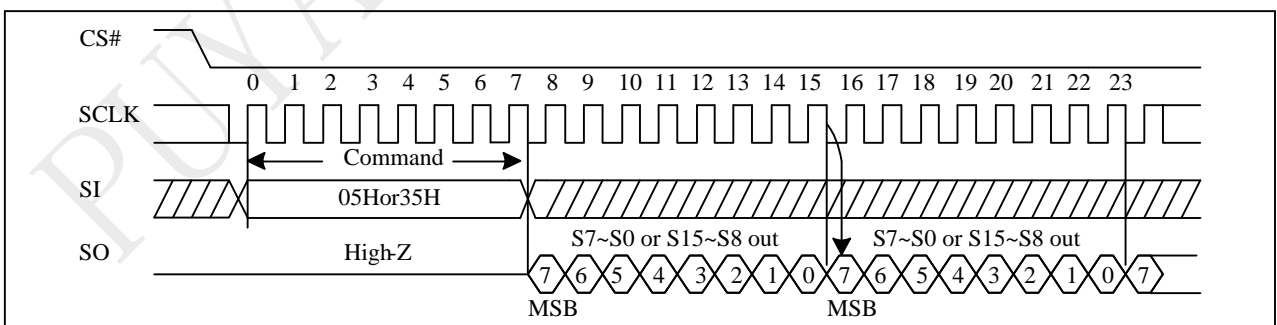 CS#
0 1 2 3 4 5 6 7 8 9 10 11 12 13 14 15 16 17 18 19 20 21 22 23
SCLK
Command
SI
05Hor35H
SO
High-Z
S7~S0 or S15~S8 out
S7~S0 or S15~S8 out
7 6 5 4 3 2 1 0 7 6 5 4 3 2 1 0 7
MSB
MSB